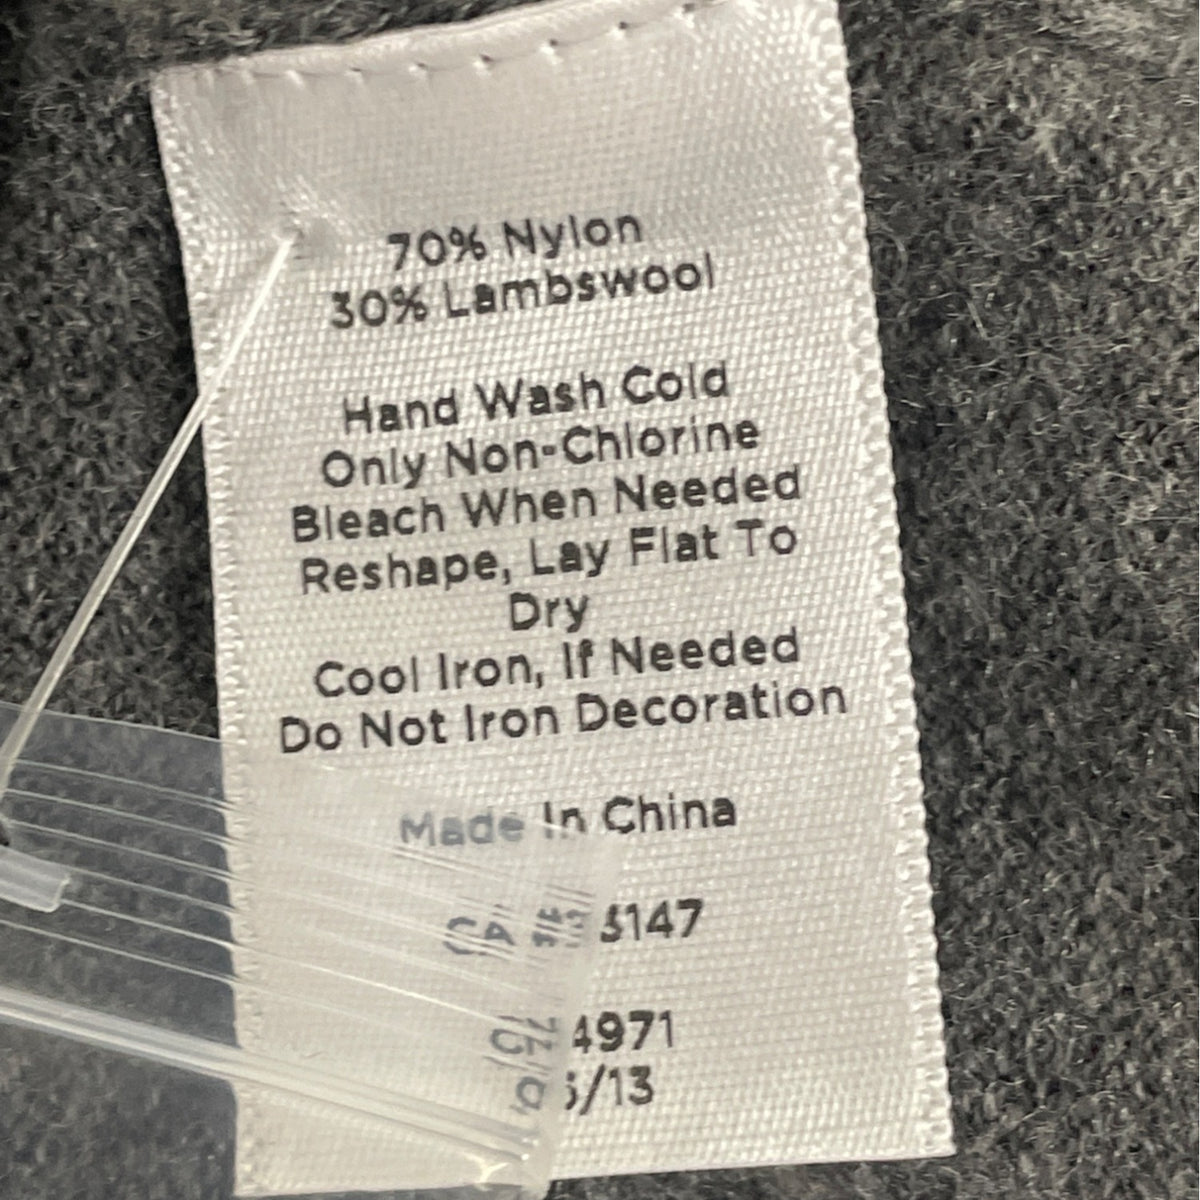 70% Nylon
30% Lambswool
Hand Wash Cold
Only Non-Chlorine
Bleach When Needed
Reshape, Lay Flat To
Dry
Cool Iron, If Needed
Do Not Iron Decoration
Made In China